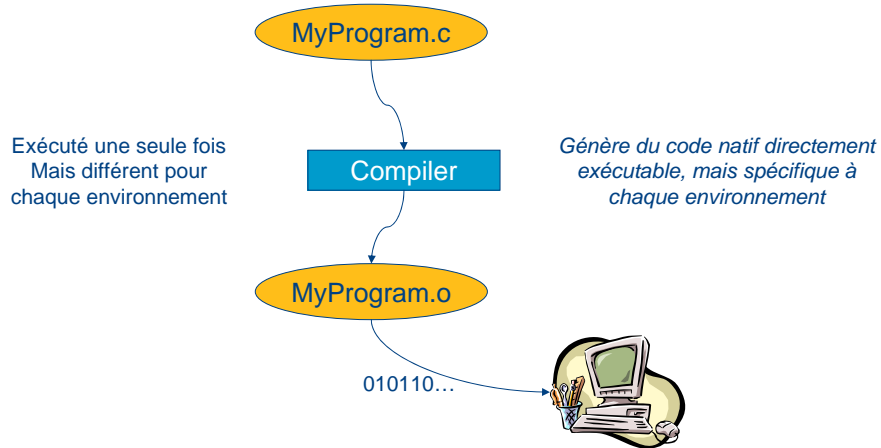 MyProgram.c
Exécuté une seule fois
Mais différent pour
chaque environnement
Compiler
Génère du code natif directement
exécutable, mais spécifique à
chaque environnement
MyProgram.o
010110…